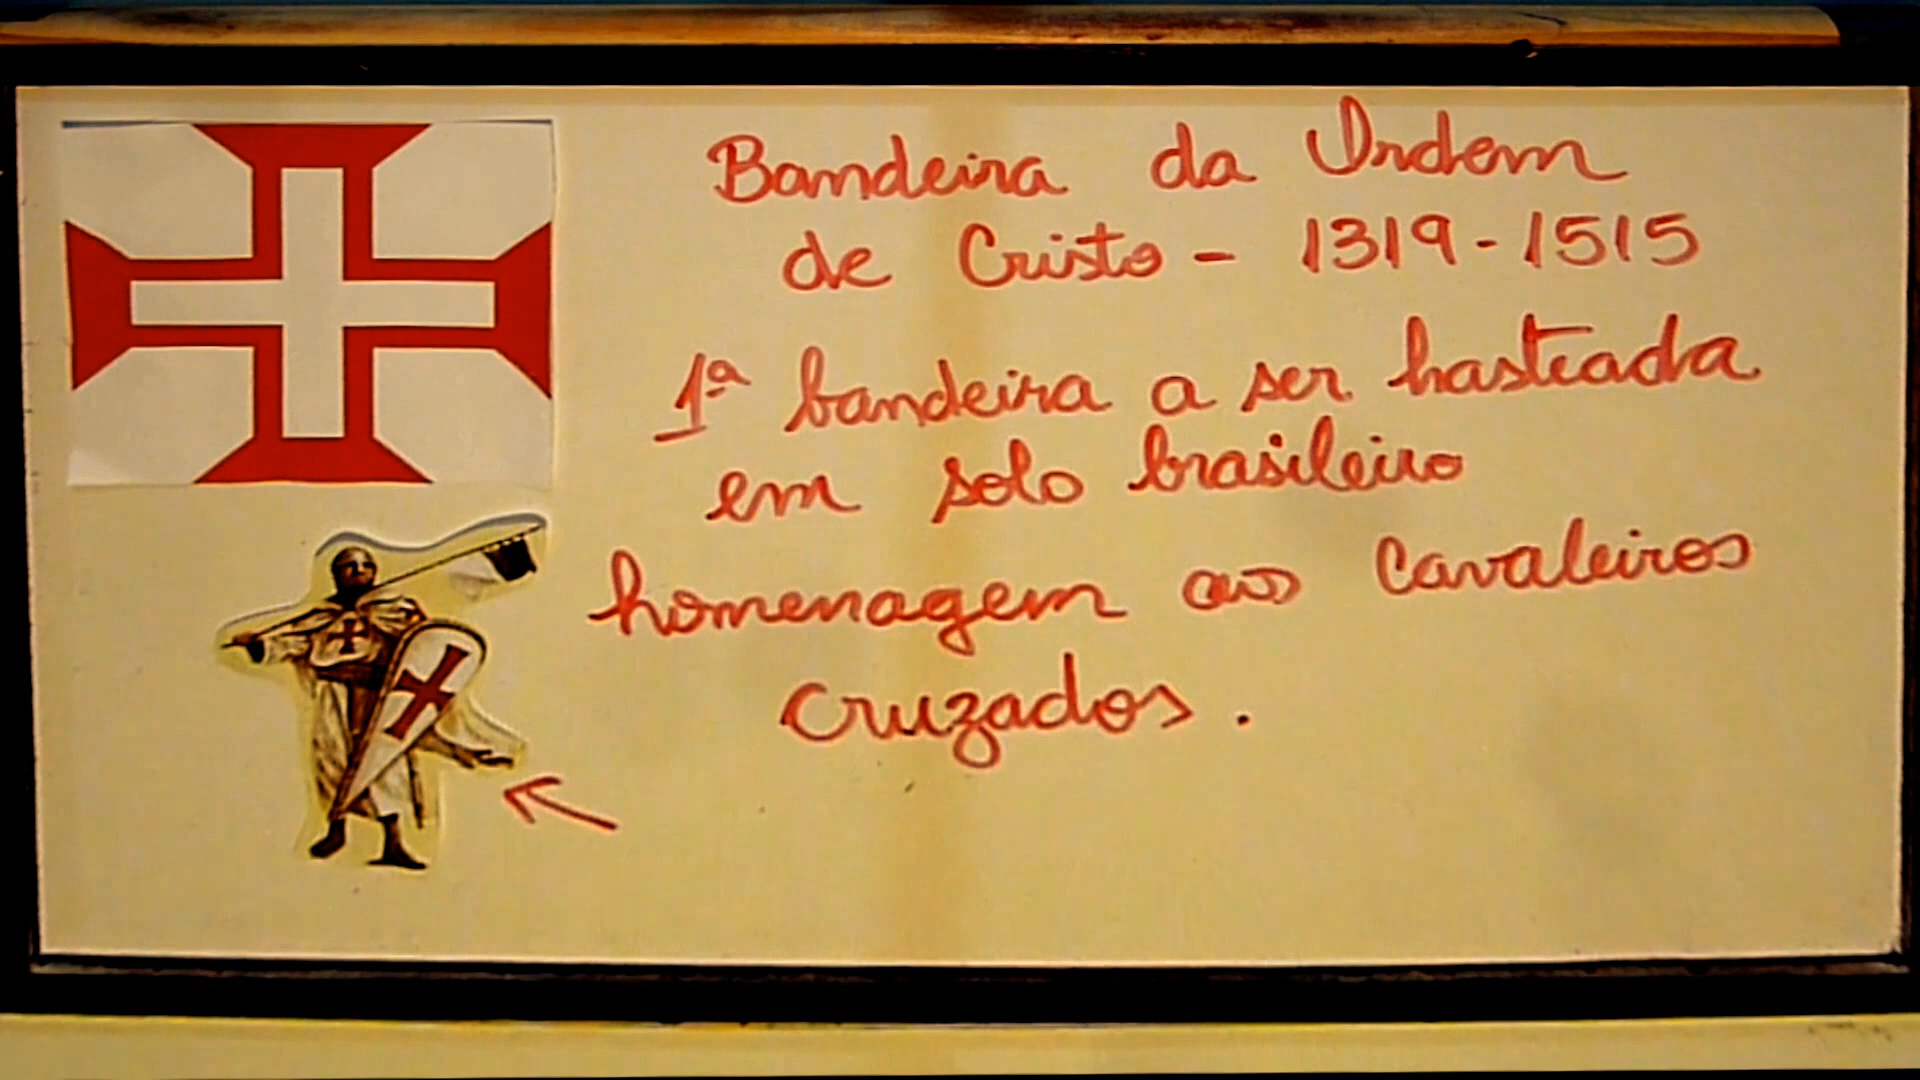 Bandeira da Ordem
de Cristo - 1319-1515
1ª bandeira a ser hasteada
em solo brasileiro
homenagem aos cavaleiros
cruzados.